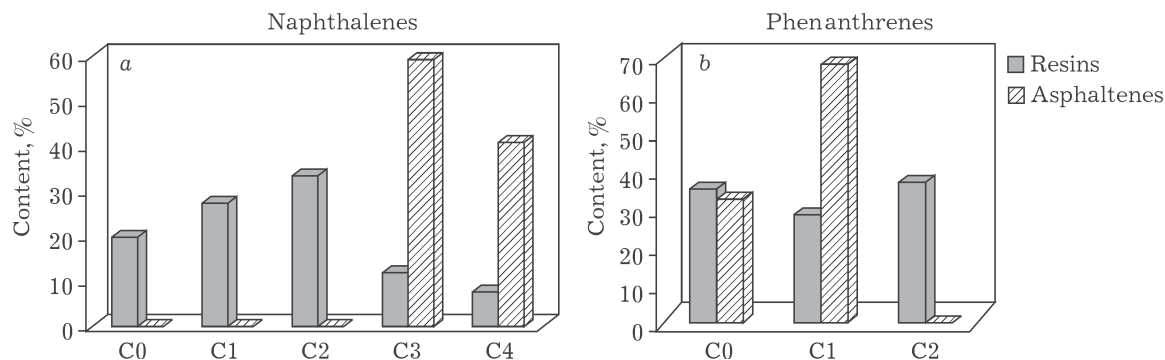 Naphthalenes
a
Content, %
60
50
40
30
20
10
0
C0 C1 C2 C3 C4
Phenanthrenes
b
Content, %
70
60
50
40
30
20
10
0
C0 C1 C2
Resins
Asphaltenes